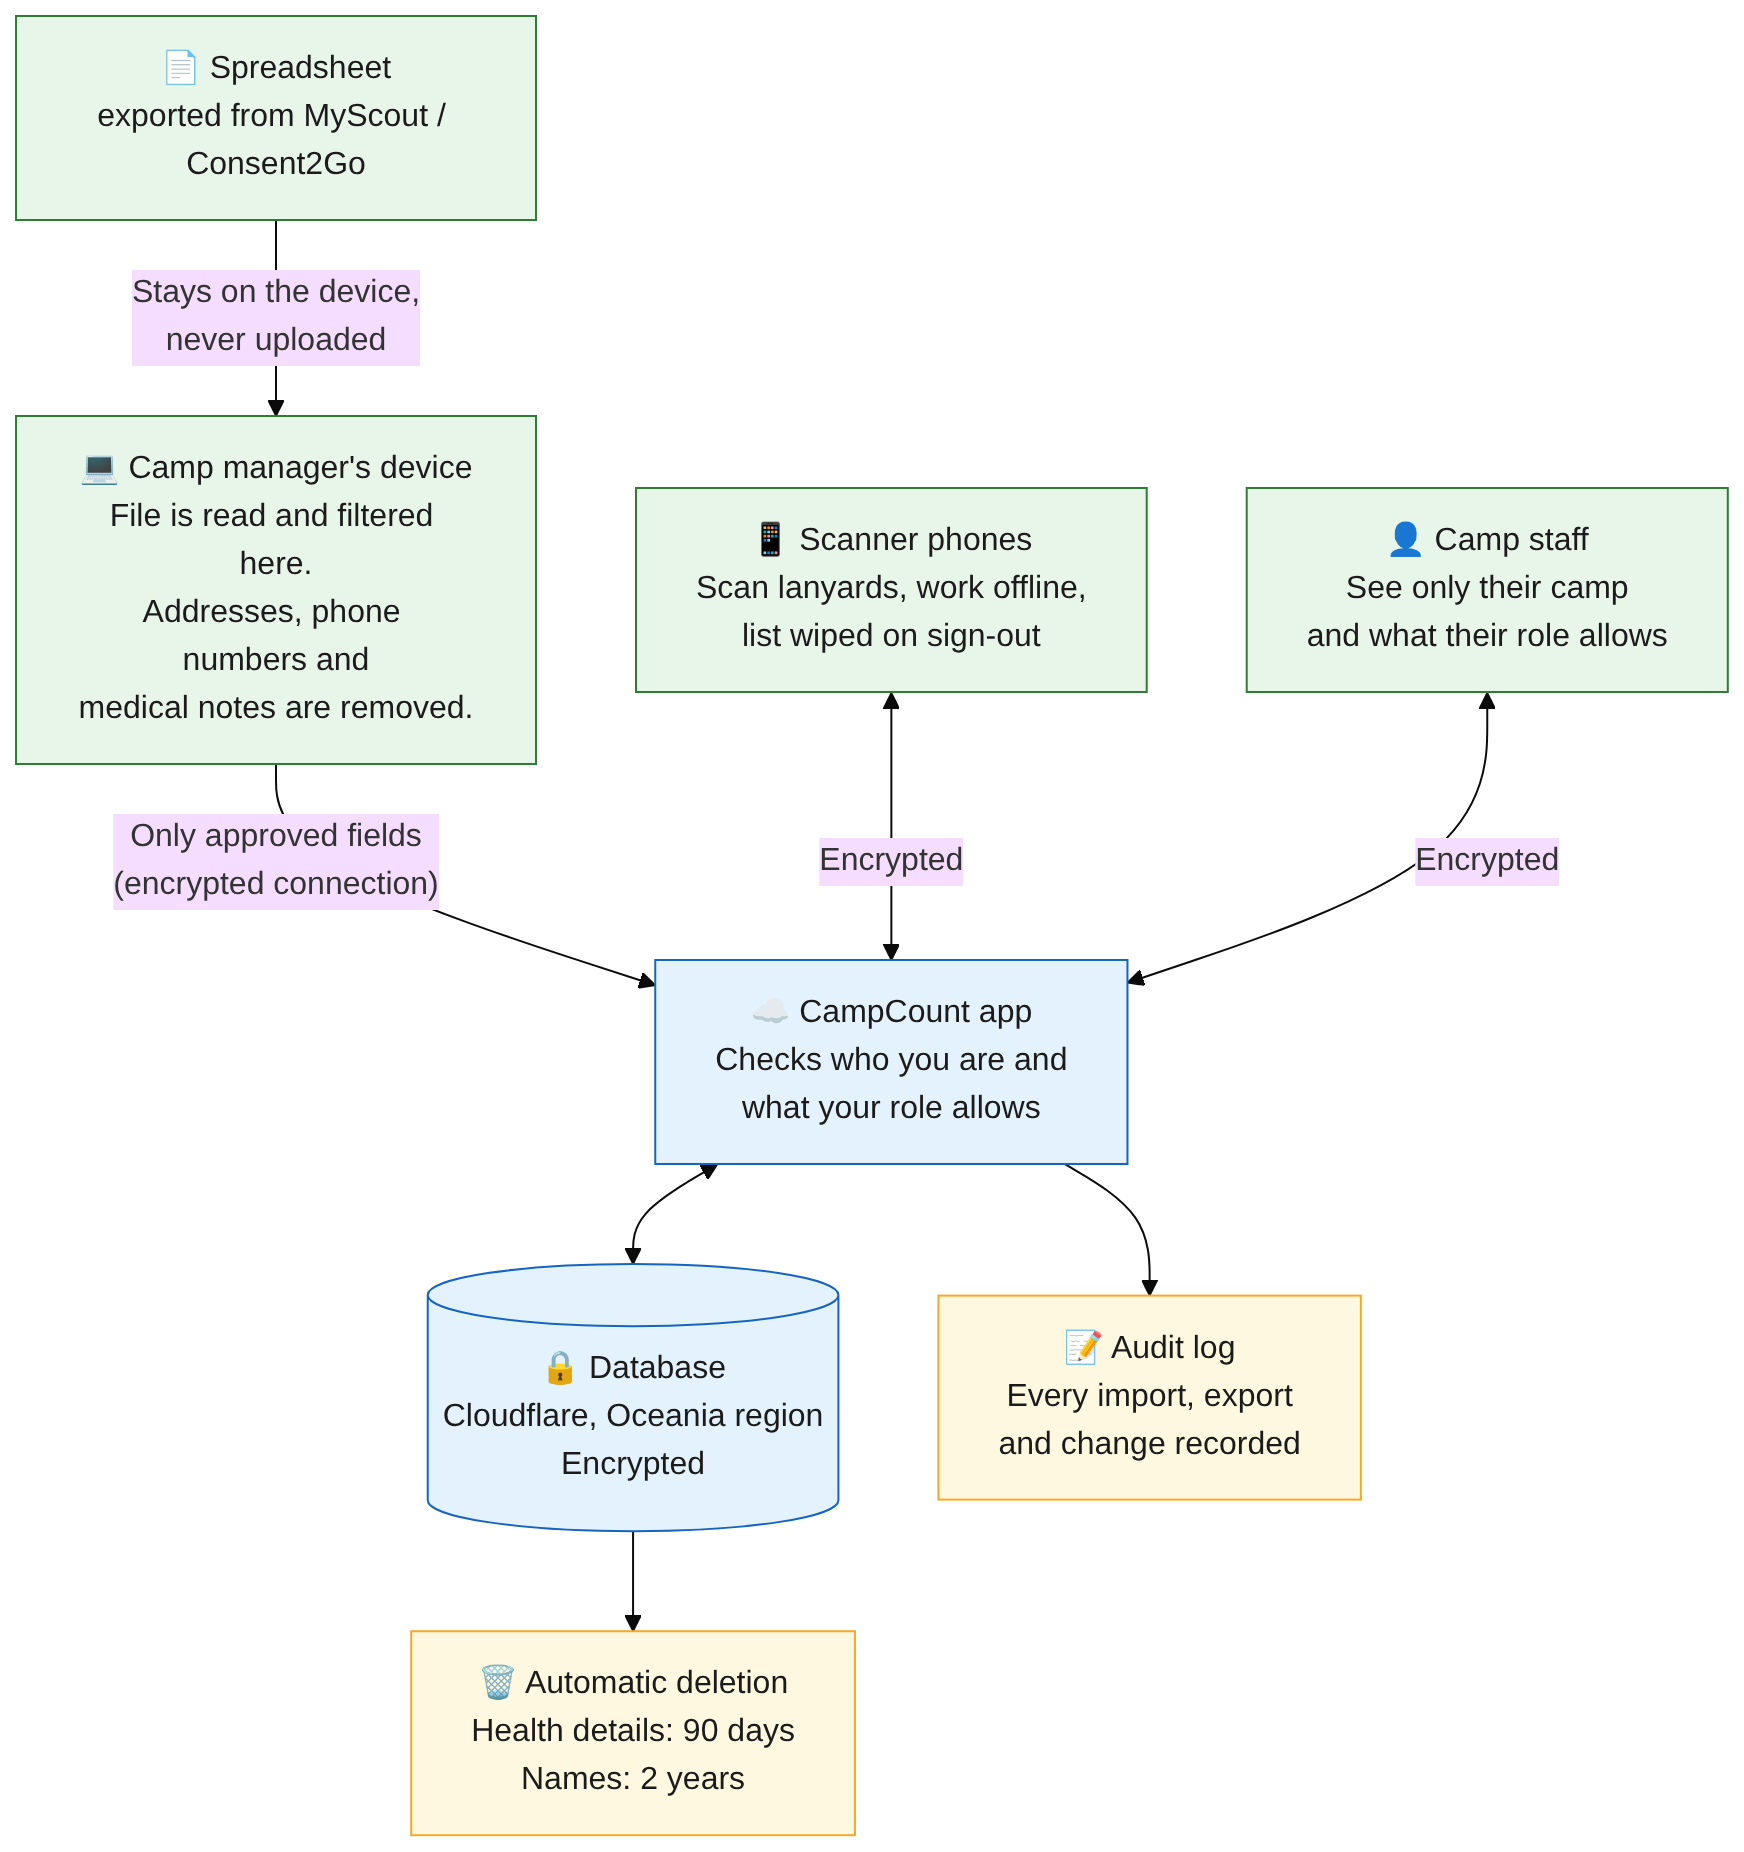 📄 Spreadsheet
exported from MyScout /
Consent2Go
Stays on the device,
never uploaded
💻 Camp manager's device
File is read and filtered
here.
Addresses, phone
numbers and
medical notes are removed.
📱 Scanner phones
Scan lanyards, work offline,
list wiped on sign-out
👤 Camp staff
See only their camp
and what their role allows
Only approved fields
(encrypted connection)
Encrypted
Encrypted
☁️ CampCount app
Checks who you are and
what your role allows
🔒 Database
Cloudflare, Oceania region
Encrypted
📝 Audit log
Every import, export
and change recorded
🗑️ Automatic deletion
Health details: 90 days
Names: 2 years